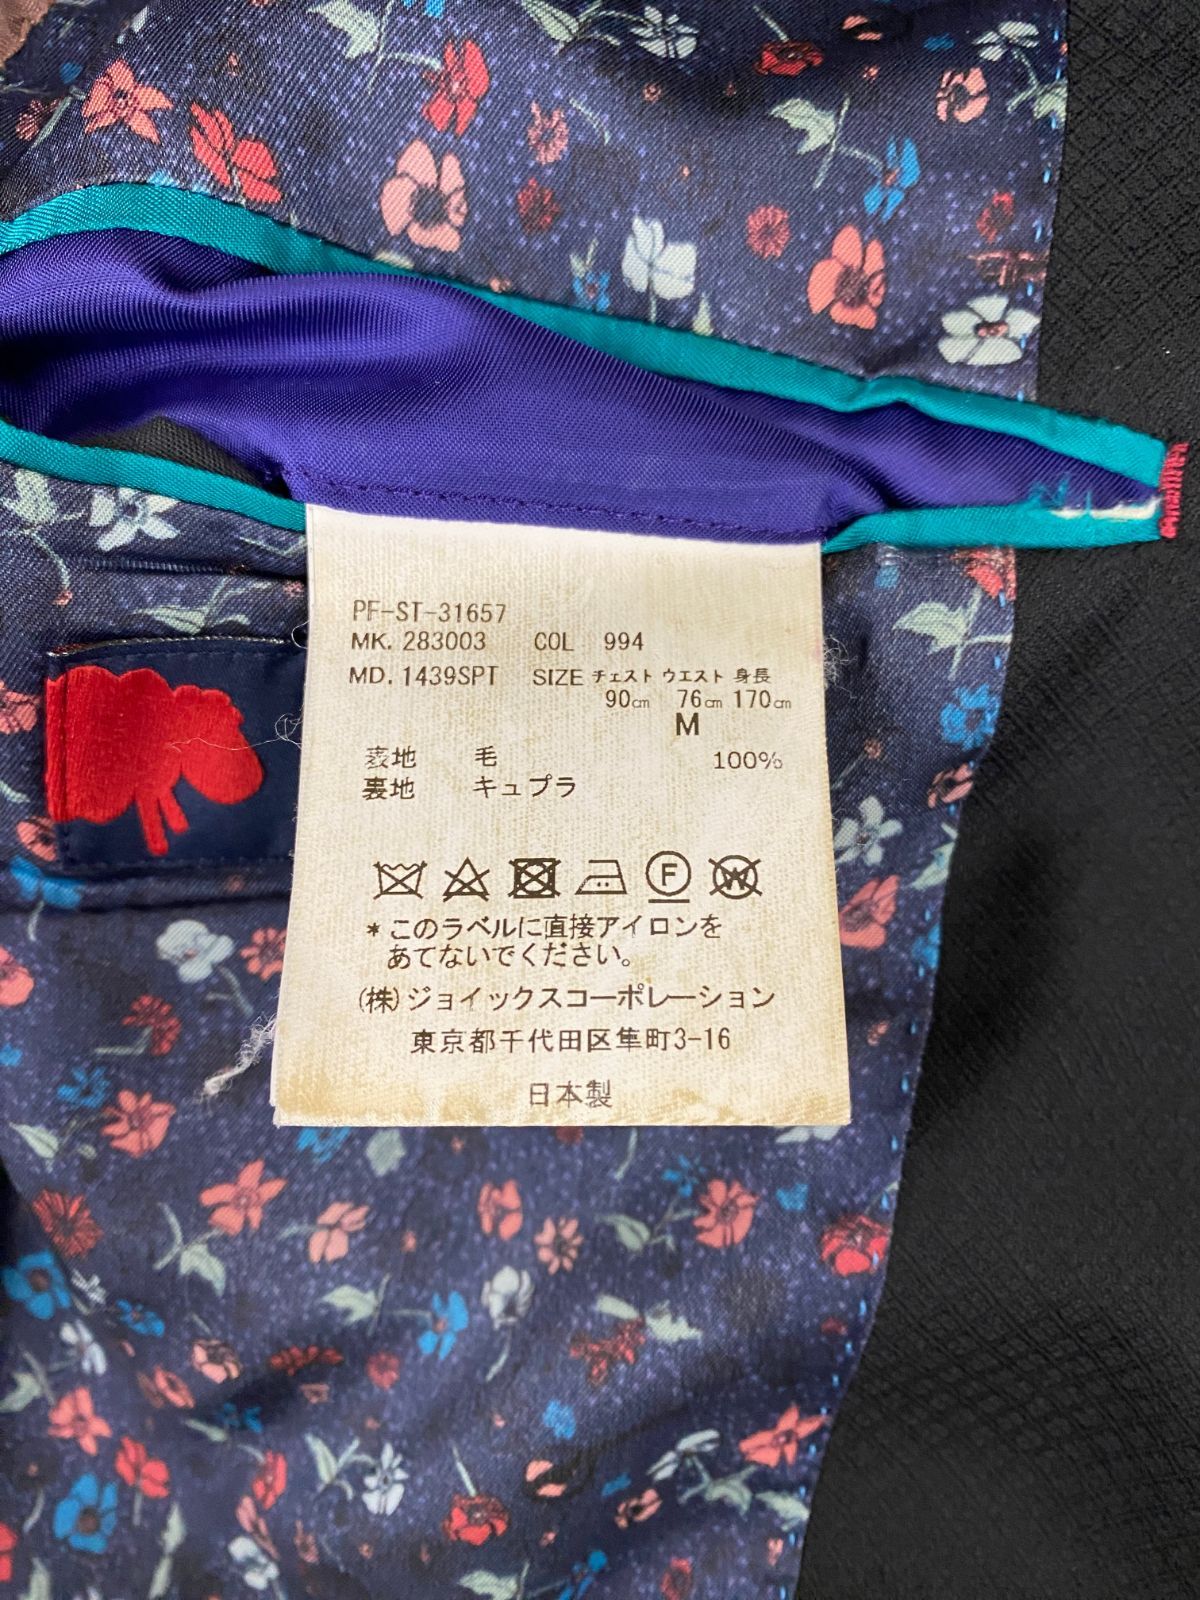 PF-ST-31657
MK. 283003 COL 994
MD. 1439SPT SIZE チェスト ウエスト 身長
90cm 76cm 170cm
M
表地 毛 100%
裏地 キュプラ
F W
*このラベルに直接アイロンを
あてないでください。
(株)ジョイックスコーポレーション
東京都千代田区隼町3-16
日本製